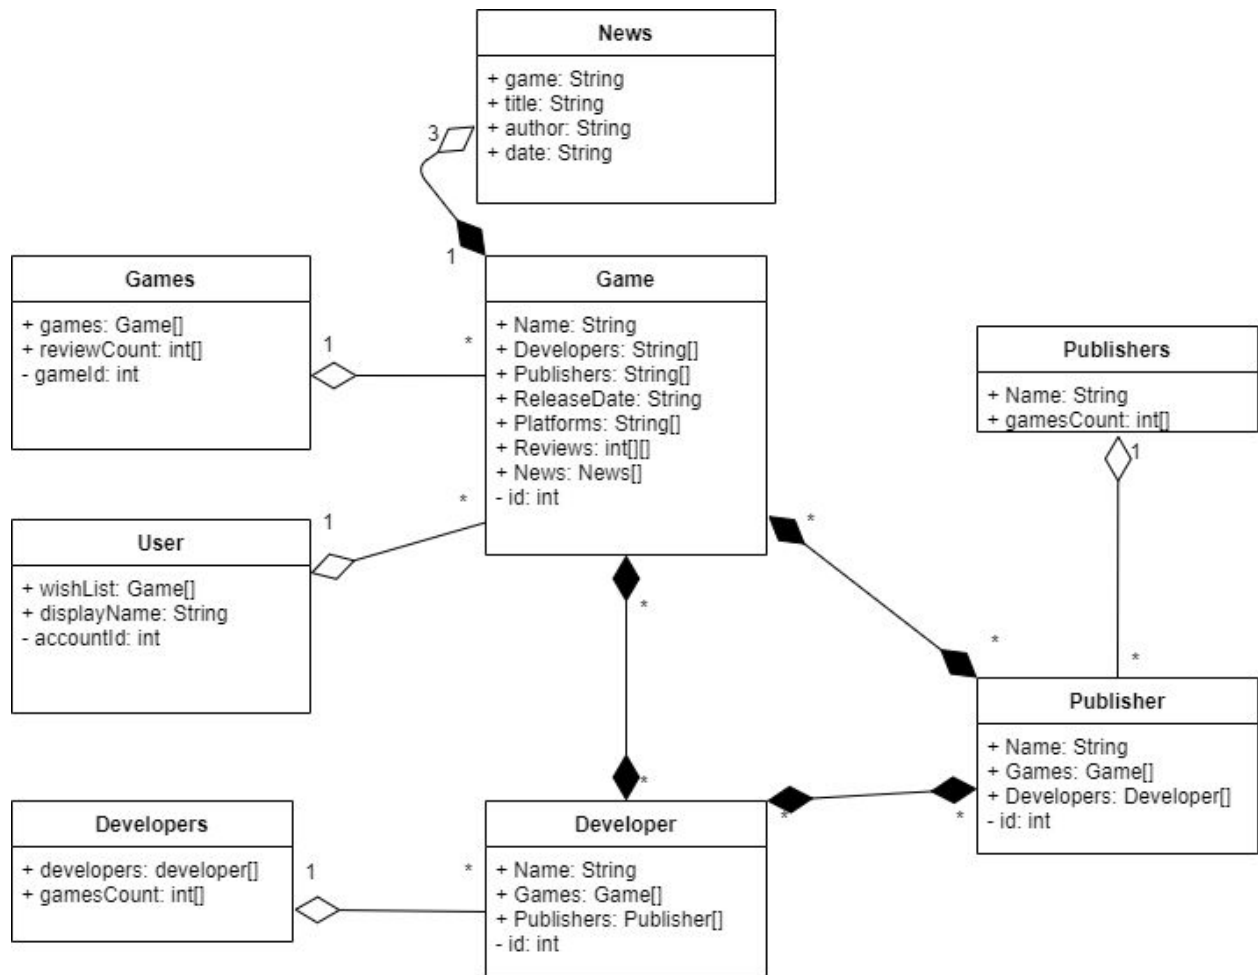 News
+ game: String
+ title: String
+ author: String
+ date: String
3
1
Games
+ games: Game[]
+ reviewCount: int[]
- gameId: int
1
*
Game
+ Name: String
+ Developers: String[]
+ Publishers: String[]
+ ReleaseDate: String
+ Platforms: String[]
+ Reviews: int[][]
+ News: News[]
- id: int
Publishers
+ Name: String
+ gamesCount: int[]
1
*
User
+ wishList: Game[]
+ displayName: String
- accountId: int
1
*
*
*
*
*
Publisher
+ Name: String
+ Games: Game[]
+ Developers: Developer[]
- id: int
Developers
+ developers: developer[]
+ gamesCount: int[]
1
*
Developer
+ Name: String
+ Games: Game[]
+ Publishers: Publisher[]
- id: int
*
*